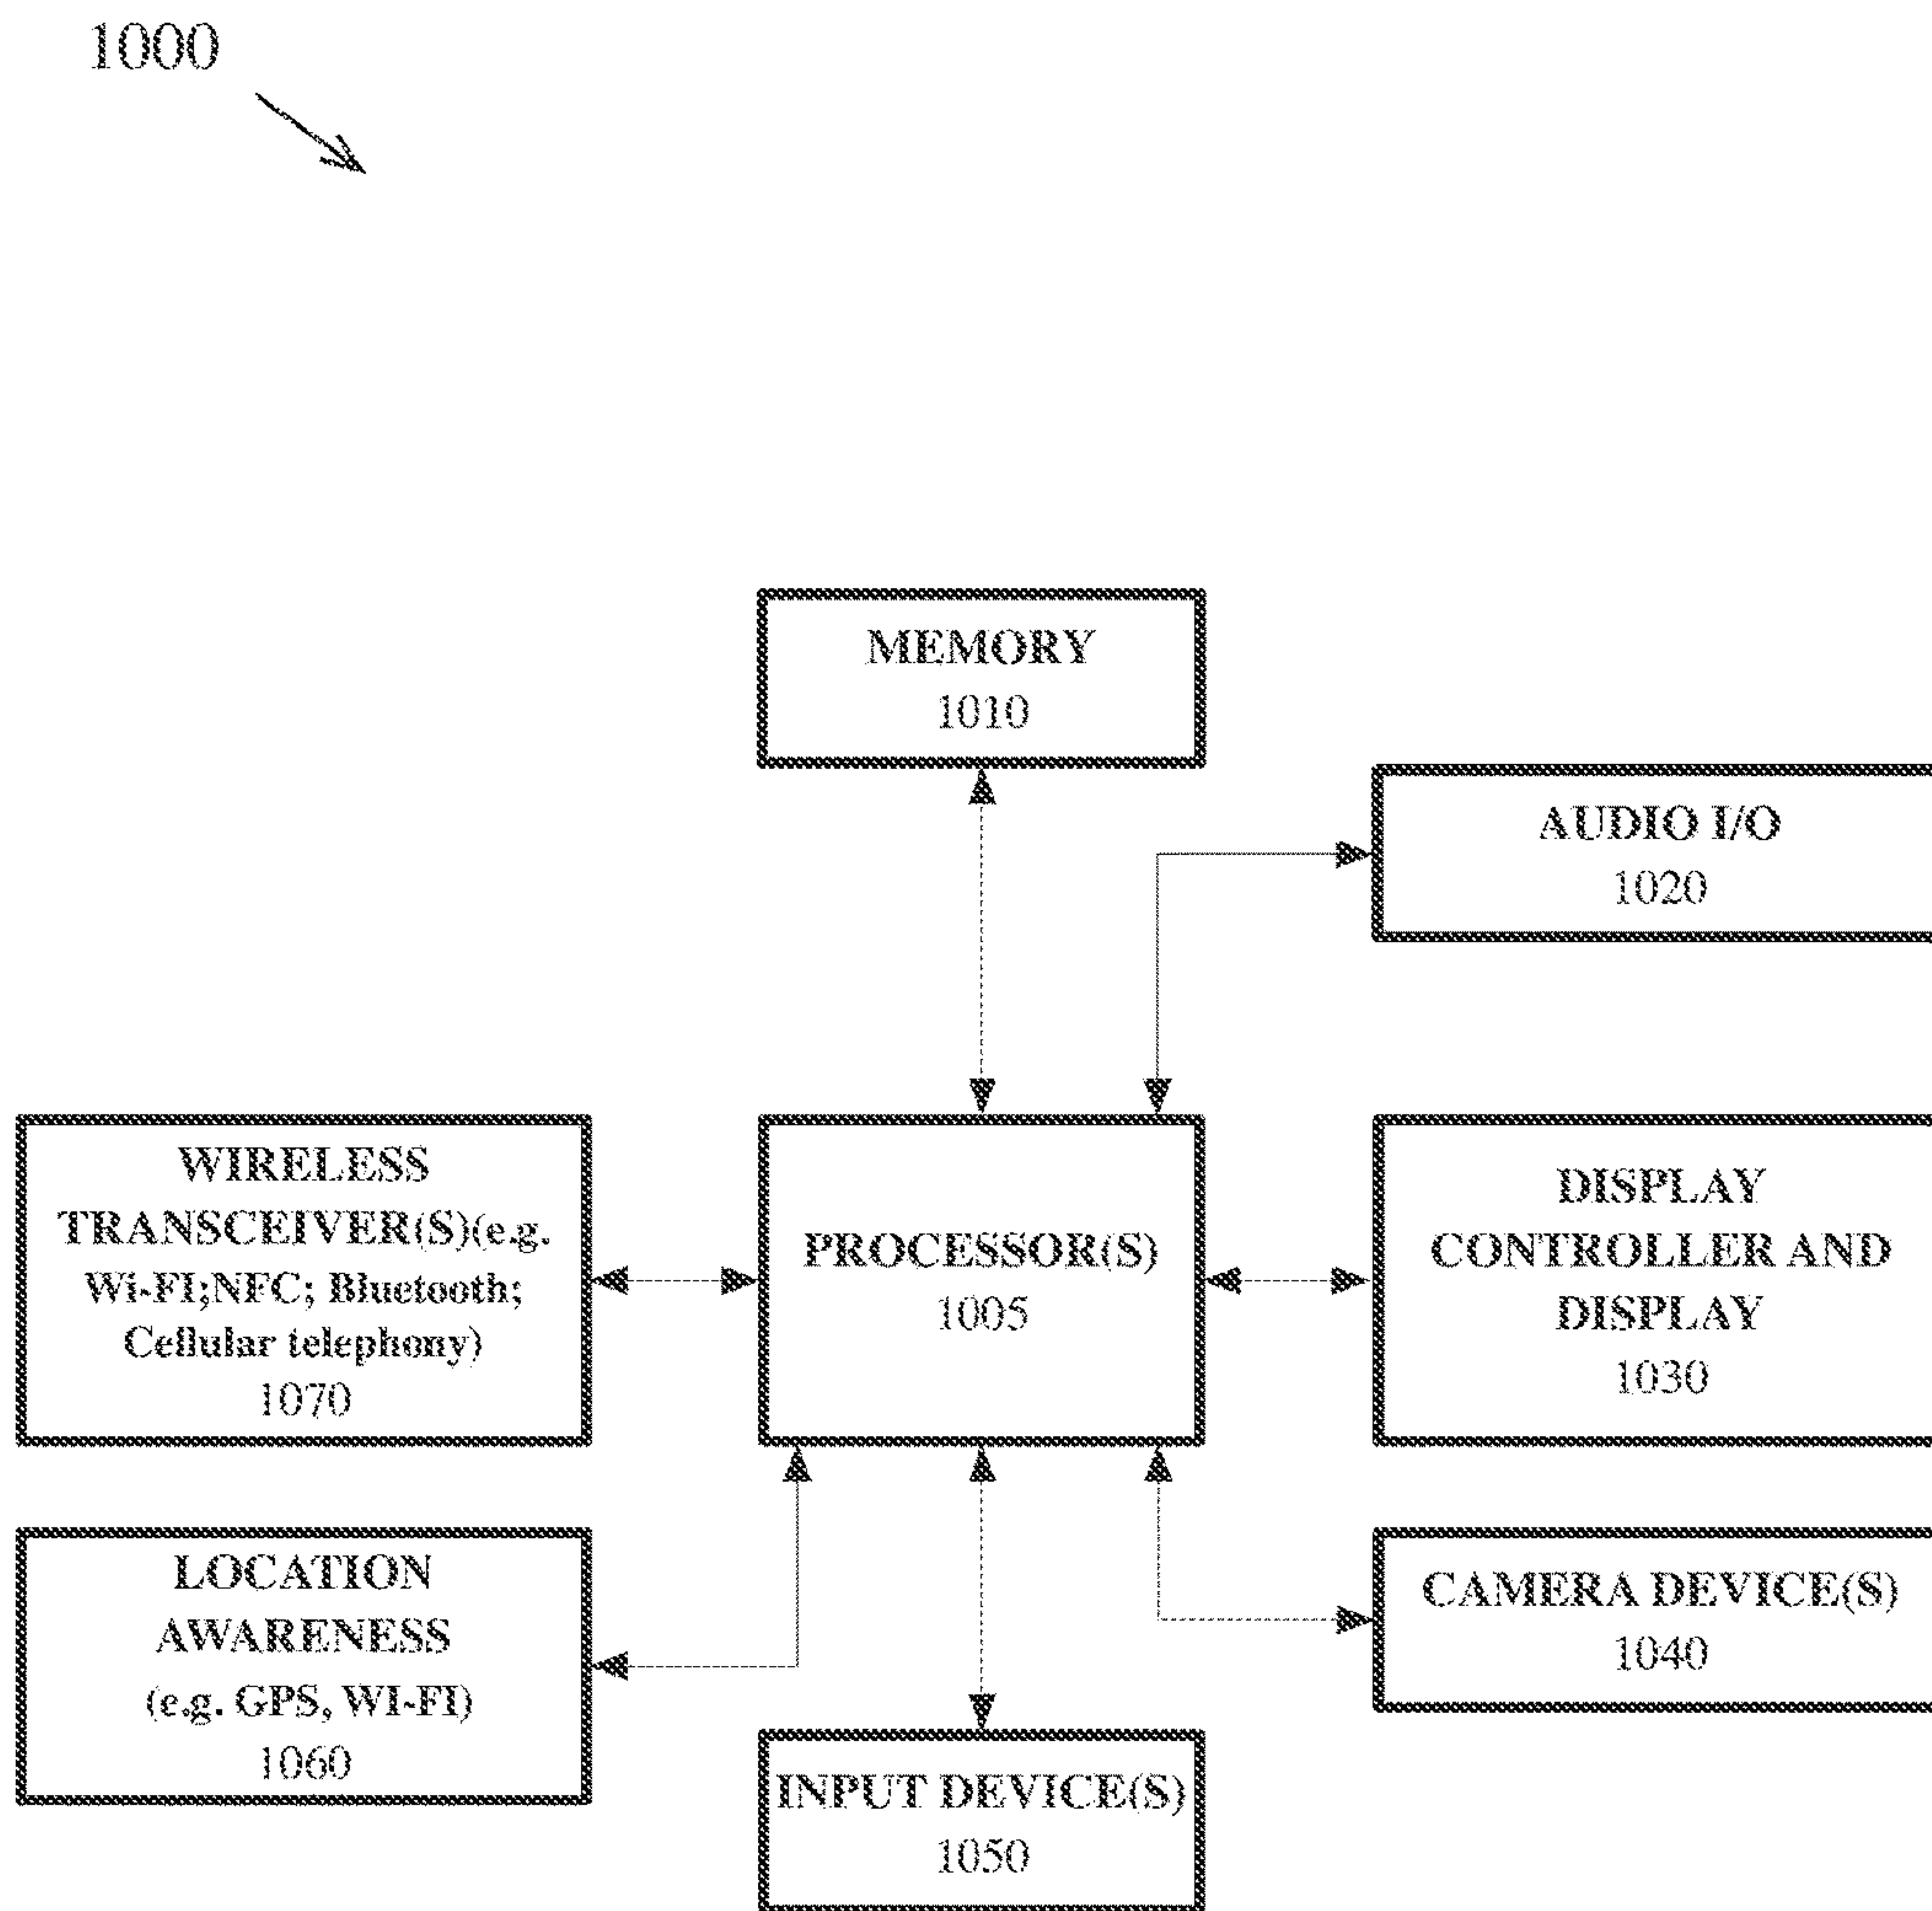 1000
MEMORY
1010
AUDIO I/O
1020
WIRELESS
TRANSCEIVER(S)(e.g.
Wi-FI;NFC; Bluetooth;
Cellular telephony)
1070
PROCESSOR(S)
1005
DISPLAY
CONTROLLER AND
DISPLAY
1030
LOCATION
AWARENESS
(e.g. GPS, WI-FI)
1060
CAMERA DEVICE(S)
1040
INPUT DEVICE(S)
1050